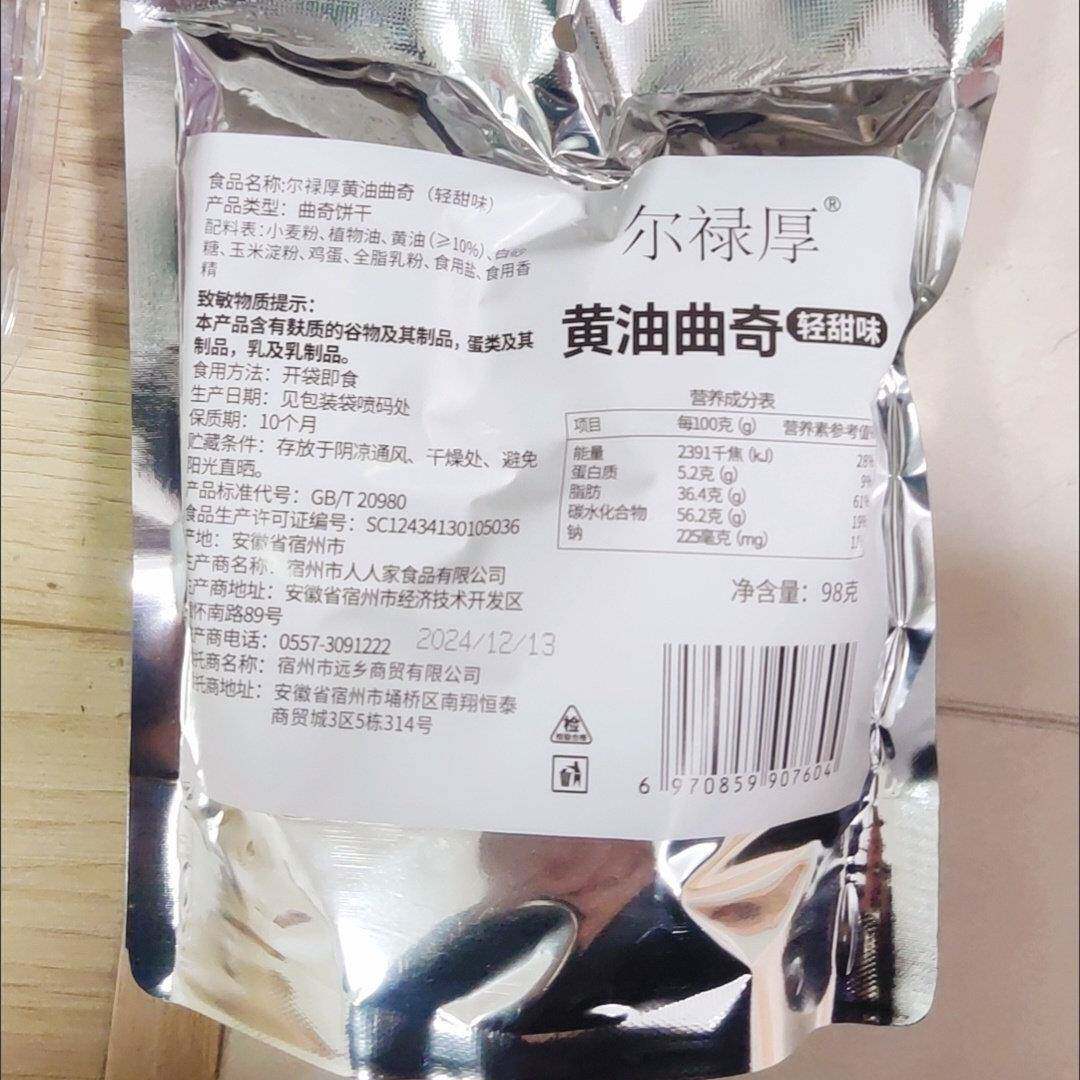 食品名称:尔禄厚黄油曲奇（轻甜味）
产品类型：曲奇饼干
配料表：小麦粉、植物油、黄油（≥10%）、白砂
糖、玉米淀粉、鸡蛋、全脂乳粉、食用盐、食用香
精
致敏物质提示：
本产品含有麸质的谷物及其制品，蛋类及其
制品，乳及乳制品。
食用方法：开袋即食
生产日期：见包装袋喷码处
保质期：10个月
贮藏条件：存放于阴凉通风、干燥处、避免
阳光直晒。
产品标准代号：GB/T 20980
食品生产许可证编号：SC12434130105036
产地：安徽省宿州市
生产商名称：宿州市人人家食品有限公司
生产商地址：安徽省宿州市经济技术开发区
怀南路89号
产商电话：0557-3091222 2024/12/13
托商名称：宿州市远乡商贸有限公司
托商地址：安徽省宿州市埇桥区南翔恒泰
商贸城3区5栋314号
尔禄厚®
黄油曲奇 轻甜味
营养成分表
项目 每100克 (g) 营养素参考值%
能量 2391千焦 (kJ) 28%
蛋白质 5.2克 (g) 9%
脂肪 36.4克 (g) 61%
碳水化合物 56.2克 (g) 19%
钠 225毫克 (mg)
净含量：98克
检
检验合格
6 970859 907604